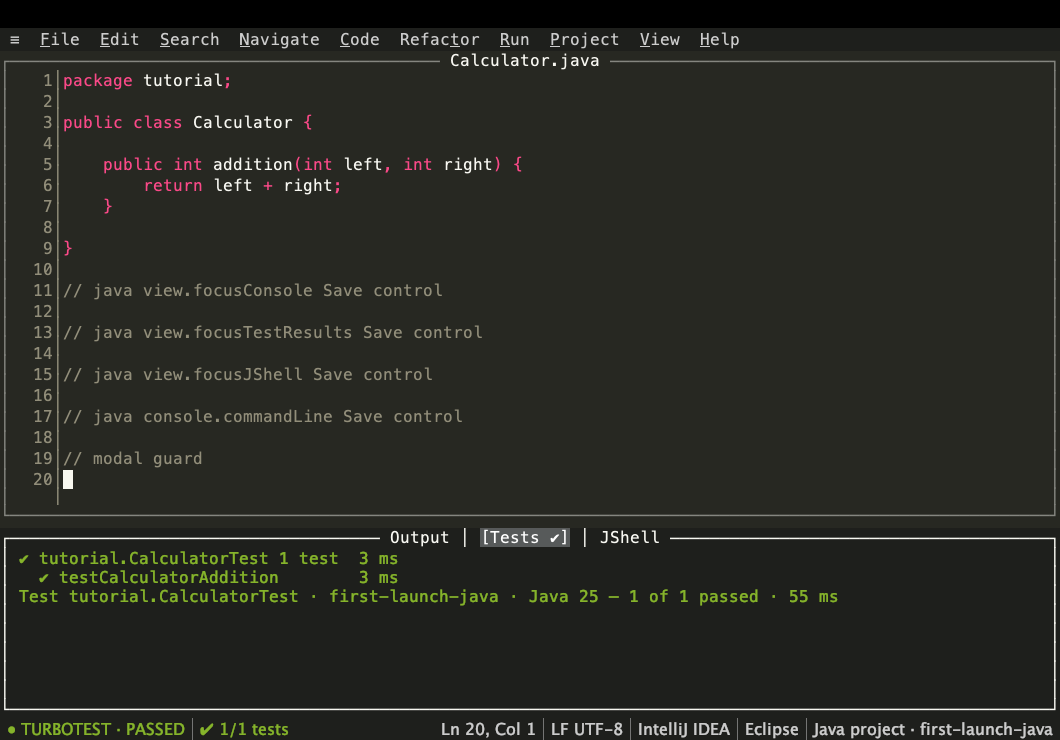 ≡ File Edit Search Navigate Code Refactor Run Project View Help
Calculator.java
1 package tutorial;
2
3 public class Calculator {
4
5     public int addition(int left, int right) {
6         return left + right;
7     }
8
9 }
10
11 // java view.focusConsole Save control
12
13 // java view.focusTestResults Save control
14
15 // java view.focusJShell Save control
16
17 // java console.commandLine Save control
18
19 // modal guard
20
Output | [Tests ✔] | JShell
✔ tutorial.CalculatorTest 1 test  3 ms
  ✔ testCalculatorAddition        3 ms
Test tutorial.CalculatorTest · first-launch-java · Java 25 — 1 of 1 passed · 55 ms
● TURBOTEST · PASSED | ✔ 1/1 tests Ln 20, Col 1 | LF UTF-8 | IntelliJ IDEA | Eclipse | Java project · first-launch-java